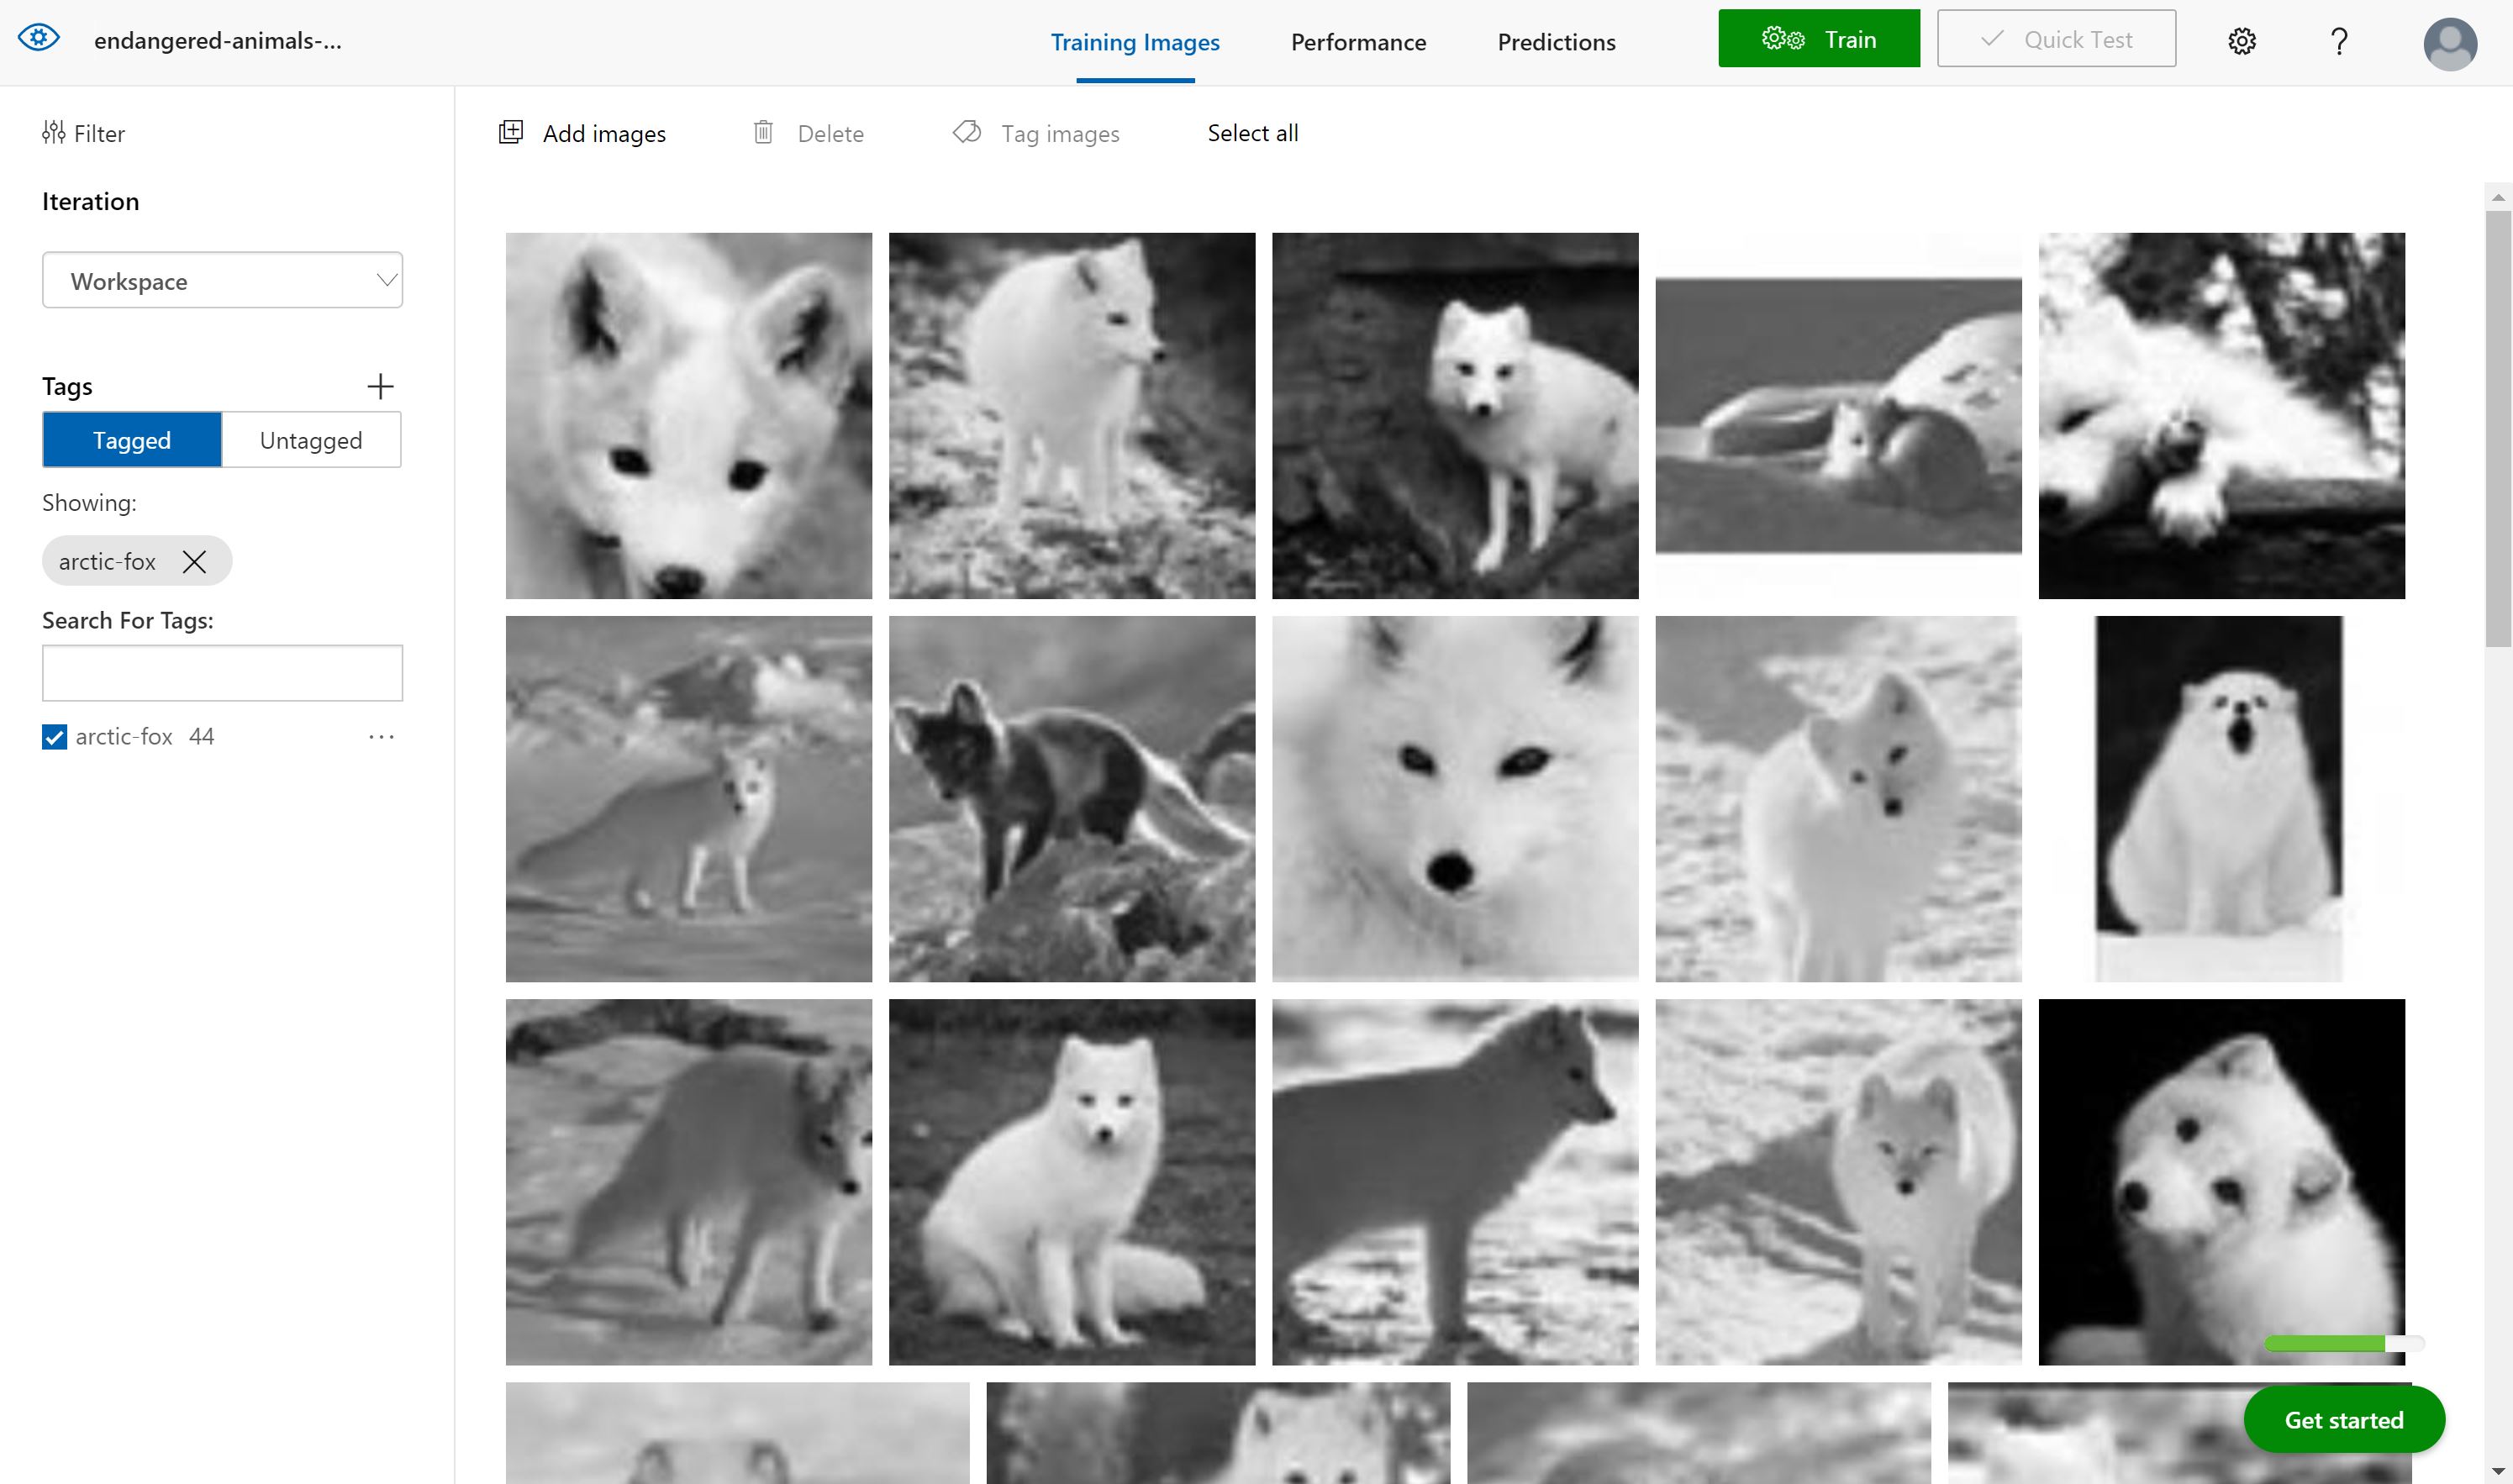 endangered-animals-...
Training Images
Performance
Predictions
Train
Quick Test
?
Filter
Add images
Delete
Tag images
Select all
Iteration
Workspace
Tags
Tagged
Untagged
Showing:
arctic-fox
Search For Tags:
arctic-fox 44
Get started